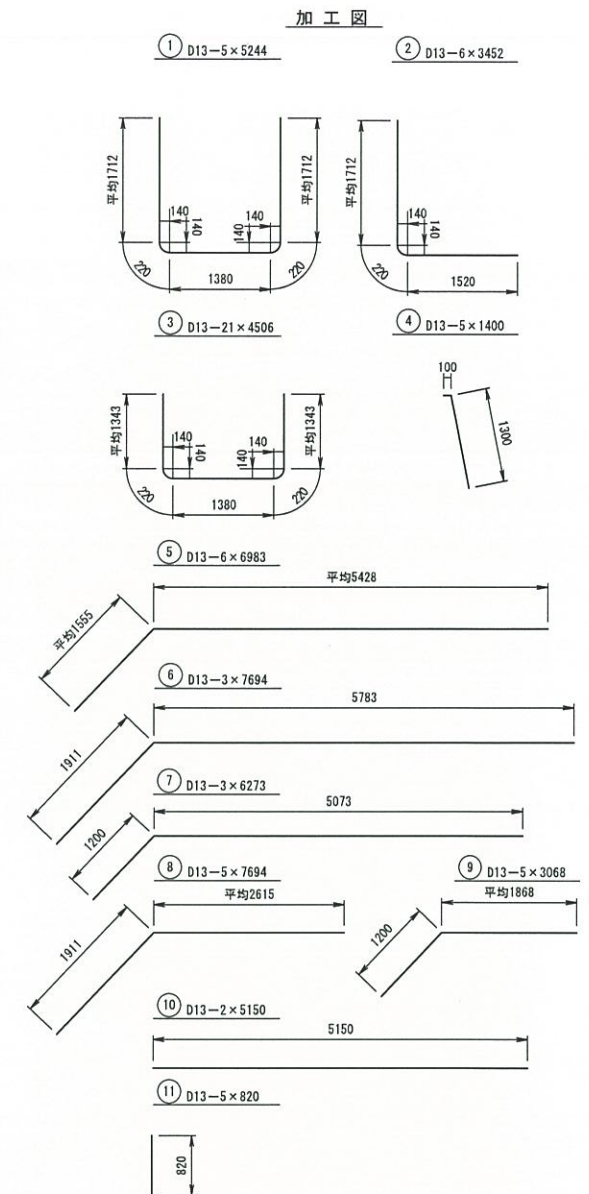 加工図
① D13-5×5244
② D13-6×3452
平均1712
140
140
140
140
平均1712
220
1380
220
平均1712
140
140
220
1520
③ D13-21×4506
④ D13-5×1400
平均1343
140
140
140
140
平均1343
220
1380
220
100
1300
⑤ D13-6×6983
平均5428
平均1555
⑥ D13-3×7694
5783
1911
⑦ D13-3×6273
5073
1200
⑧ D13-5×7694
平均2615
1911
⑨ D13-5×3068
平均1868
1200
⑩ D13-2×5150
5150
⑪ D13-5×820
820